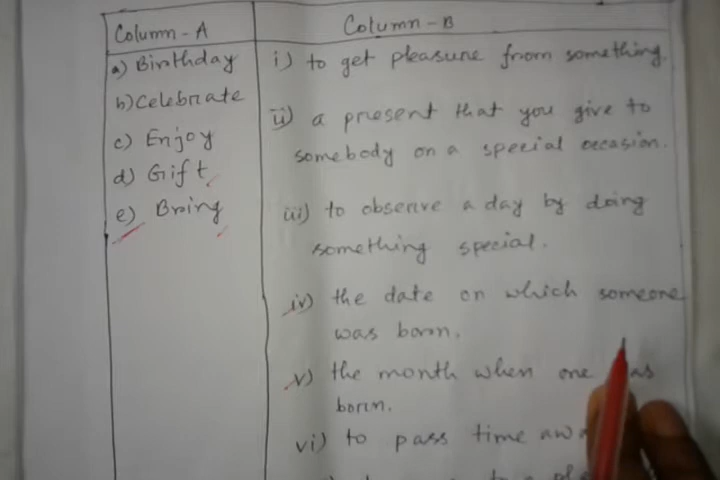 Column - A
Column - B
a) Birthday
i) to get pleasure from something.
b) Celebrate
ii) a present that you give to
c) Enjoy
somebody on a special occasion.
d) Gift
e) Bring
iii) to observe a day by doing
something special.
iv) the date on which someone
was born.
v) the month when one
born.
vi) to pass time